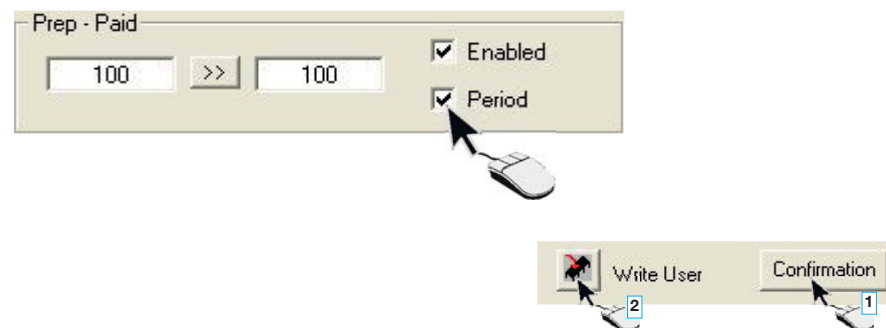 Prep - Paid
100 >> 100
Enabled
Period
Write User
Confirmation
2
1